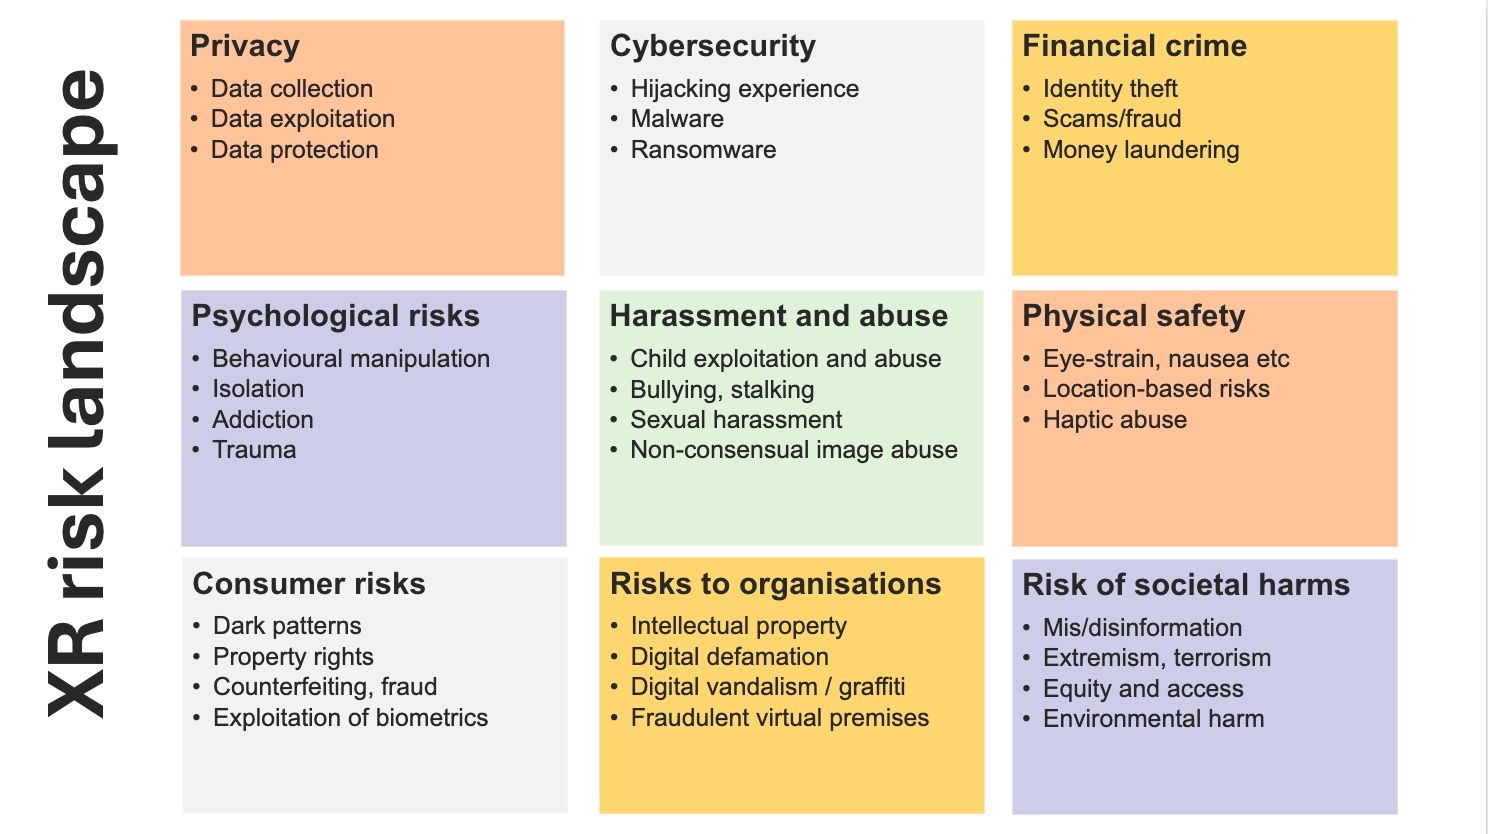 XR risk landscape
Privacy
• Data collection
• Data exploitation
• Data protection
Cybersecurity
• Hijacking experience
• Malware
• Ransomware
Financial crime
• Identity theft
• Scams/fraud
• Money laundering
Psychological risks
• Behavioural manipulation
• Isolation
• Addiction
• Trauma
Harassment and abuse
• Child exploitation and abuse
• Bullying, stalking
• Sexual harassment
• Non-consensual image abuse
Physical safety
• Eye-strain, nausea etc
• Location-based risks
• Haptic abuse
Consumer risks
• Dark patterns
• Property rights
• Counterfeiting, fraud
• Exploitation of biometrics
Risks to organisations
• Intellectual property
• Digital defamation
• Digital vandalism / graffiti
• Fraudulent virtual premises
Risk of societal harms
• Mis/disinformation
• Extremism, terrorism
• Equity and access
• Environmental harm